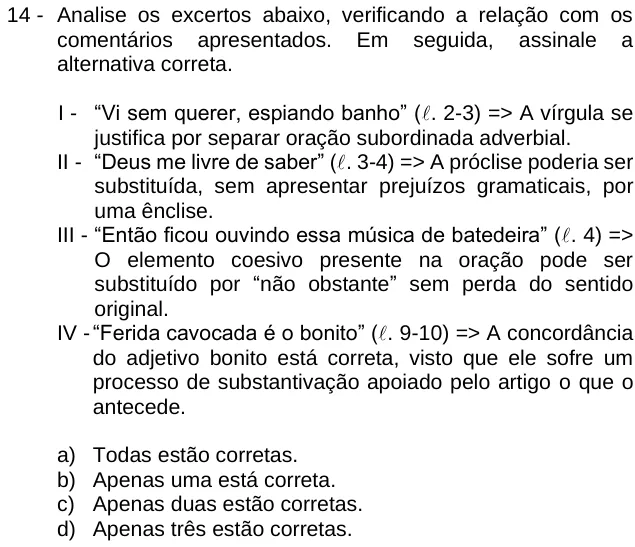 14 - Analise os excertos abaixo, verificando a relação com os
comentários apresentados. Em seguida, assinale a
alternativa correta.
I - “Vi sem querer, espiando banho” (ℓ. 2-3) => A vírgula se
justifica por separar oração subordinada adverbial.
II - “Deus me livre de saber” (ℓ. 3-4) => A próclise poderia ser
substituída, sem apresentar prejuízos gramaticais, por
uma ênclise.
III - “Então ficou ouvindo essa música de batedeira” (ℓ. 4) =>
O elemento coesivo presente na oração pode ser
substituído por “não obstante” sem perda do sentido
original.
IV - “Ferida cavocada é o bonito” (ℓ. 9-10) => A concordância
do adjetivo bonito está correta, visto que ele sofre um
processo de substantivação apoiado pelo artigo o que o
antecede.
a) Todas estão corretas.
b) Apenas uma está correta.
c) Apenas duas estão corretas.
d) Apenas três estão corretas.